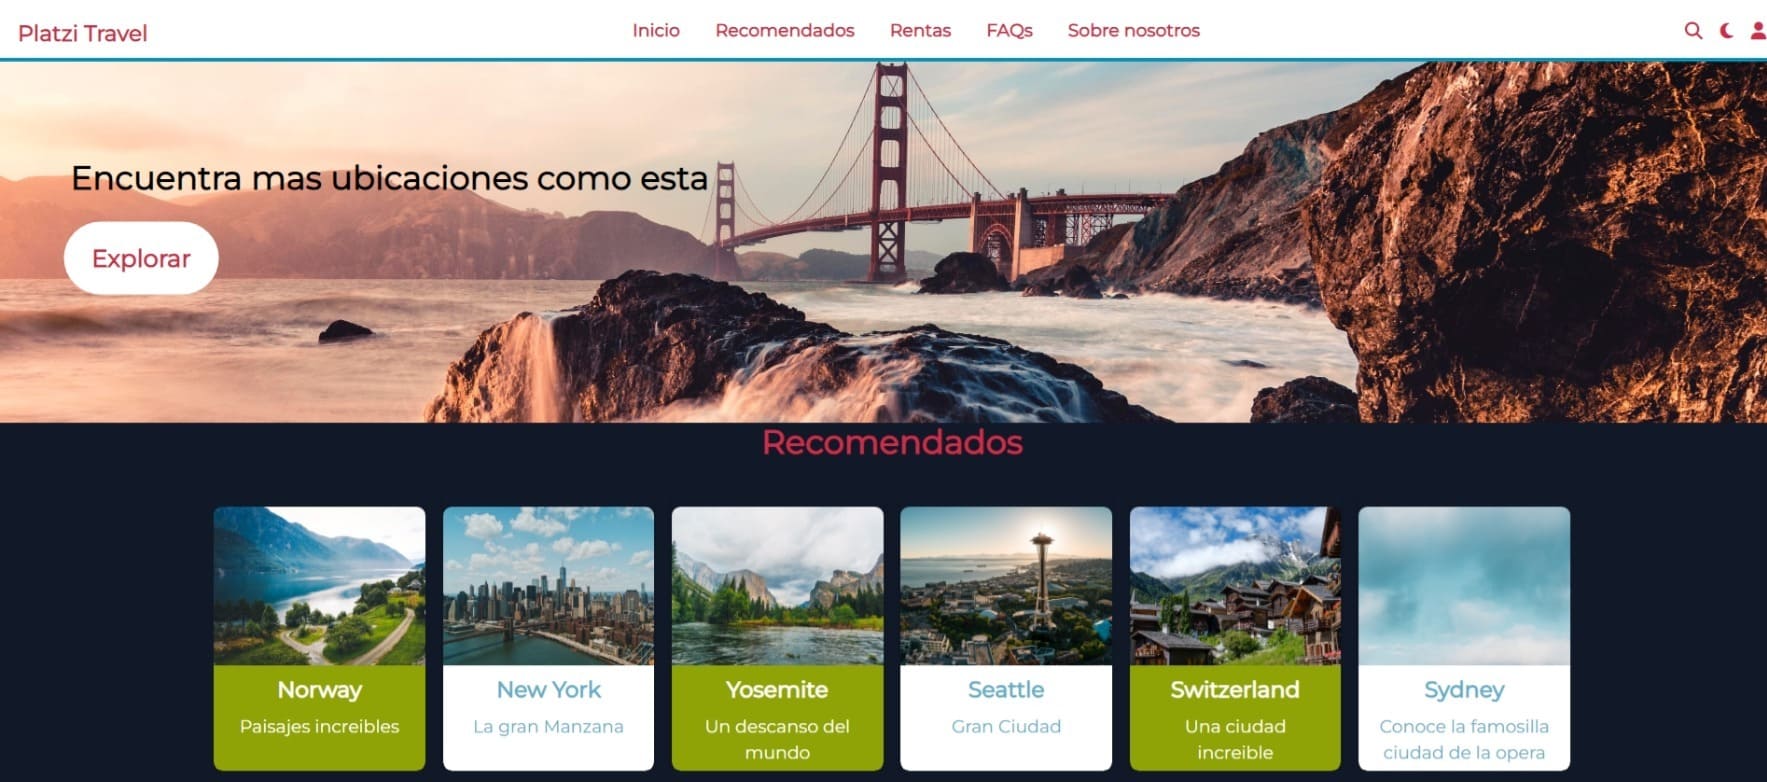 Platzi Travel
Inicio
Recomendados
Rentas
FAQs
Sobre nosotros
Encuentra mas ubicaciones como esta
Explorar
Recomendados
Norway
Paisajes increibles
New York
La gran Manzana
Yosemite
Un descanso del
mundo
Seattle
Gran Ciudad
Switzerland
Una ciudad
increible
Sydney
Conoce la famosilla
ciudad de la opera